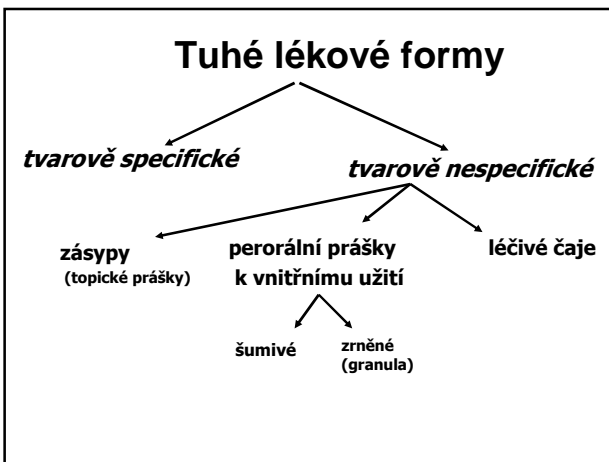 Tuhé lékové formy
tvarově specifické
tvarově nespecifické
zásypy
(topické prášky)
perorální prášky
k vnitřnímu užití
léčivé čaje
šumivé
zrněné
(granula)